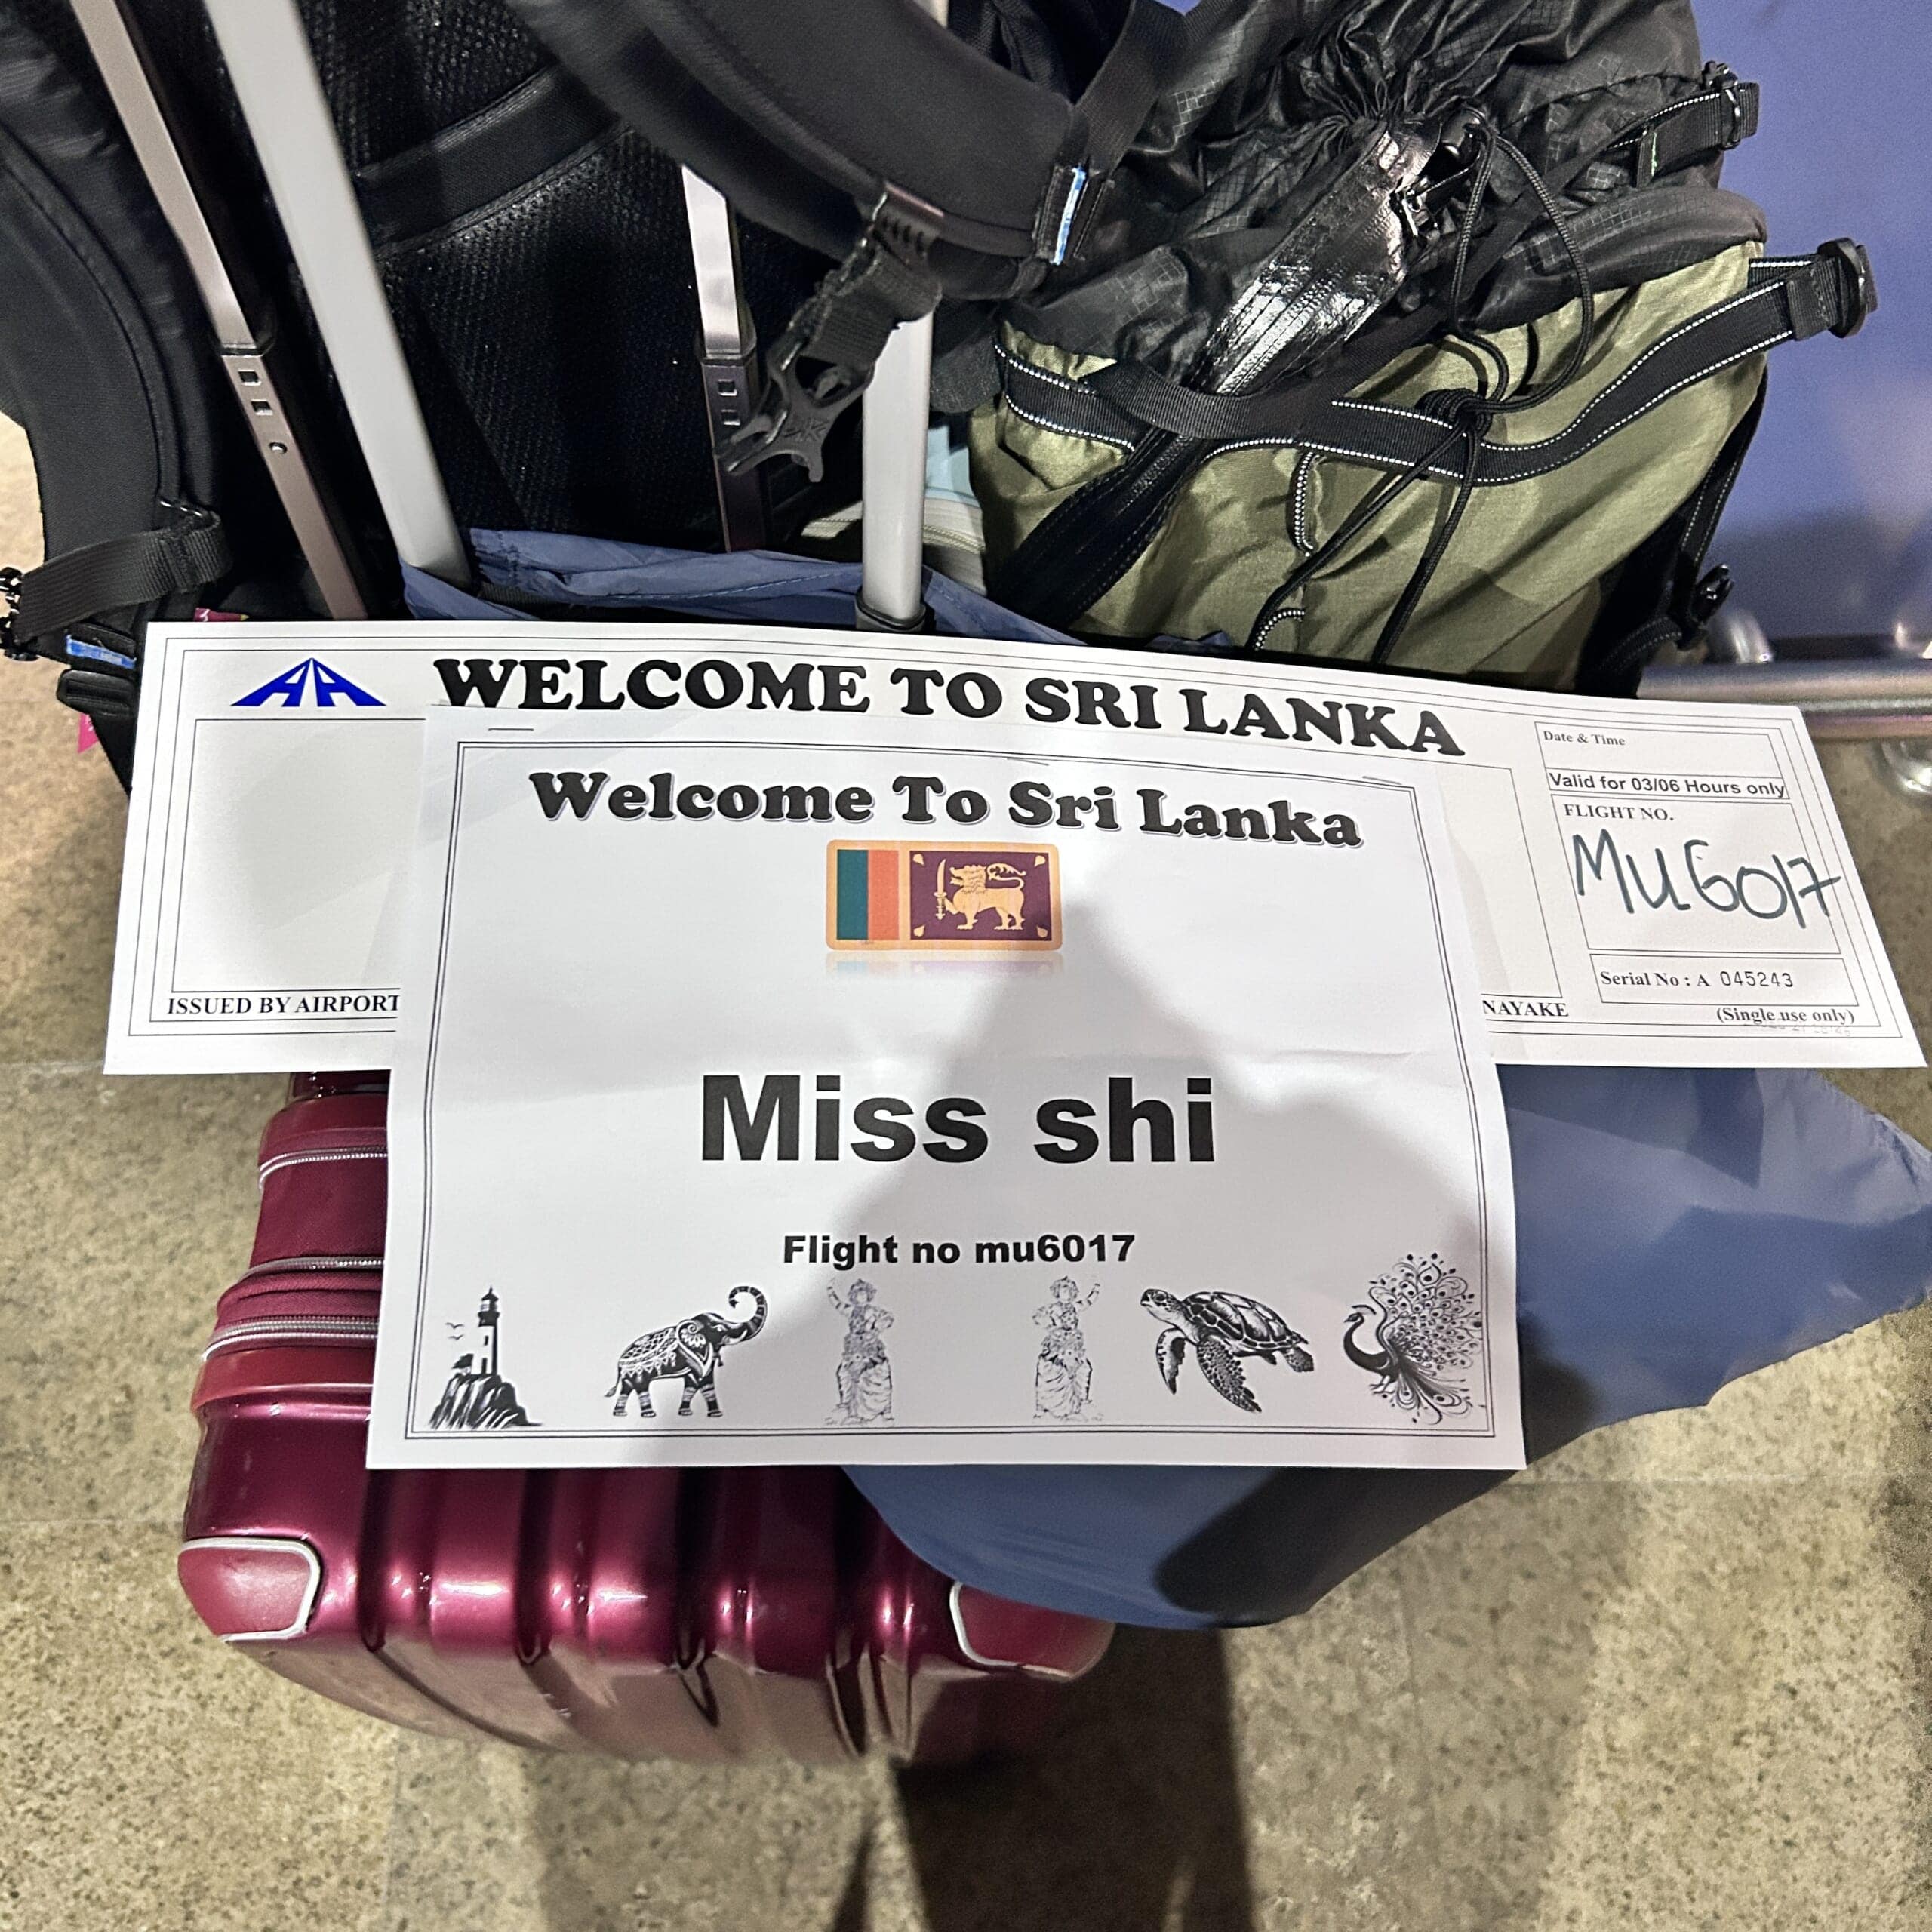 WELCOME TO SRI LANKA
Date & Time
Valid for 03/06 Hours only
FLIGHT NO.
MU6017
Serial No : A 045243
ISSUED BY AIRPORT
NAYAKE
(Single use only)
Welcome To Sri Lanka
Miss shi
Flight no mu6017